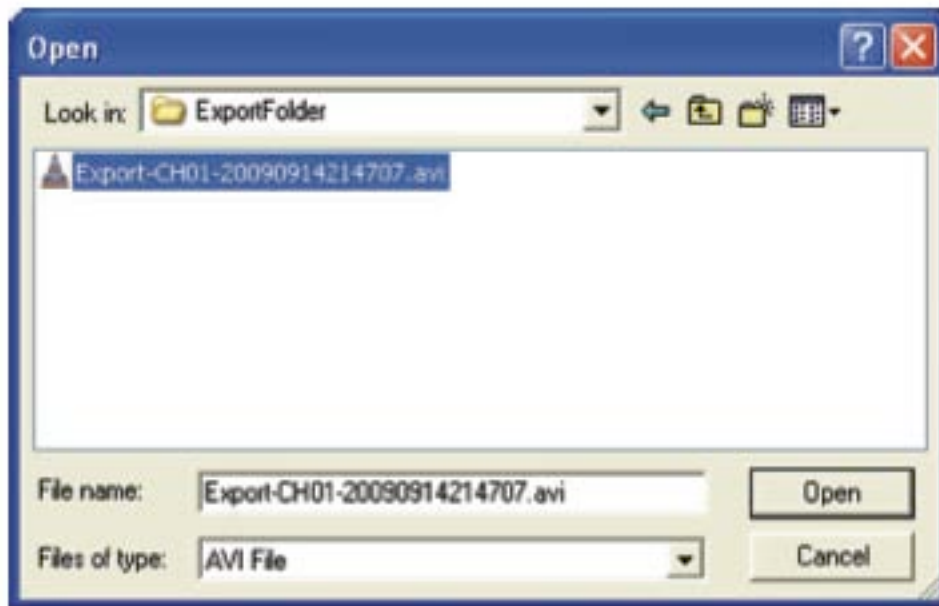 Open
Look in: ExportFolder
Export-CH01-20090914214707.avi
File name: Export-CH01-20090914214707.avi Open
Files of type: AVI File Cancel